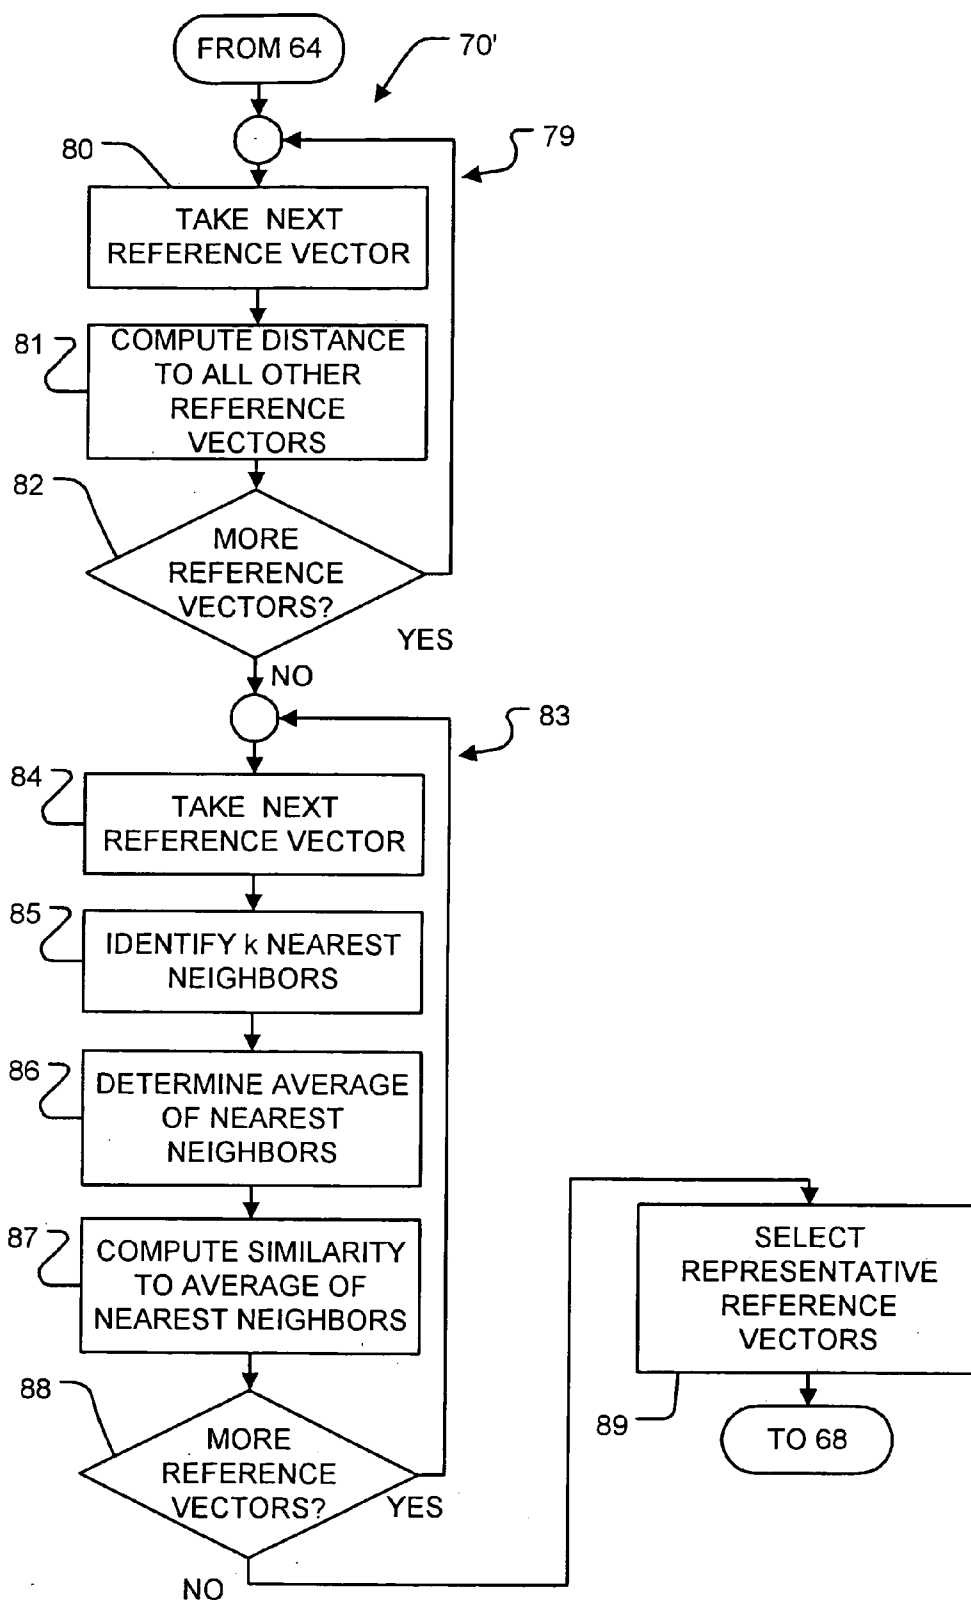 FROM 64
70'
79
80
TAKE NEXT
REFERENCE VECTOR
81
COMPUTE DISTANCE
TO ALL OTHER
REFERENCE
VECTORS
82
MORE
REFERENCE
VECTORS?
YES
NO
83
84
TAKE NEXT
REFERENCE VECTOR
85
IDENTIFY k NEAREST
NEIGHBORS
86
DETERMINE AVERAGE
OF NEAREST
NEIGHBORS
87
COMPUTE SIMILARITY
TO AVERAGE OF
NEAREST NEIGHBORS
88
MORE
REFERENCE
VECTORS?
YES
NO
SELECT
REPRESENTATIVE
REFERENCE
VECTORS
89
TO 68